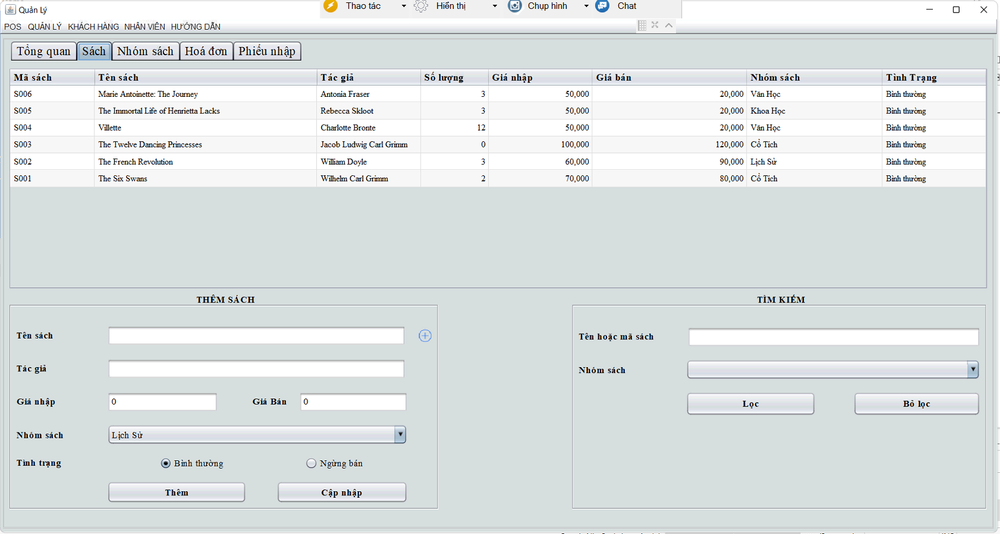 Quản Lý
Thao tác Hiển thị Chụp hình Chat
POS QUẢN LÝ KHÁCH HÀNG NHÂN VIÊN HƯỚNG DẪN
Tổng quan Sách Nhóm sách Hoá đơn Phiếu nhập
Mã sách Tên sách Tác giả Số lượng Giá nhập Giá bán Nhóm sách Tình Trạng
S006 Marie Antoinette: The Journey Antonia Fraser 3 50,000 20,000 Văn Học Bình thường
S005 The Immortal Life of Henrietta Lacks Rebecca Skloot 3 50,000 20,000 Khoa Học Bình thường
S004 Villette Charlotte Bronte 12 50,000 20,000 Văn Học Bình thường
S003 The Twelve Dancing Princesses Jacob Ludwig Carl Grimm 0 100,000 120,000 Cổ Tích Bình thường
S002 The French Revolution William Doyle 3 60,000 90,000 Lịch Sử Bình thường
S001 The Six Swans Wilhelm Carl Grimm 2 70,000 80,000 Cổ Tích Bình thường
THÊM SÁCH
Tên sách
Tác giả
Giá nhập 0 Giá Bán 0
Nhóm sách Lịch Sử
Tình trạng Bình thường Ngừng bán
Thêm Cập nhập
TÌM KIẾM
Tên hoặc mã sách
Nhóm sách
Lọc Bỏ lọc